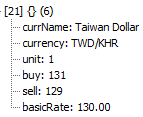 [21] {} (6)
currName: Taiwan Dollar
currency: TWD/KHR
unit: 1
buy: 131
sell: 129
basicRate: 130.00